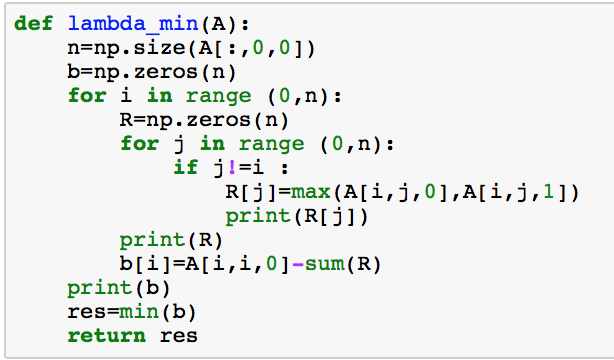 def lambda_min(A):
    n=np.size(A[:,0,0])
    b=np.zeros(n)
    for i in range (0,n):
        R=np.zeros(n)
        for j in range (0,n):
            if j!=i :
                R[j]=max(A[i,j,0],A[i,j,1])
                print(R[j])
        print(R)
        b[i]=A[i,i,0]-sum(R)
    print(b)
    res=min(b)
    return res